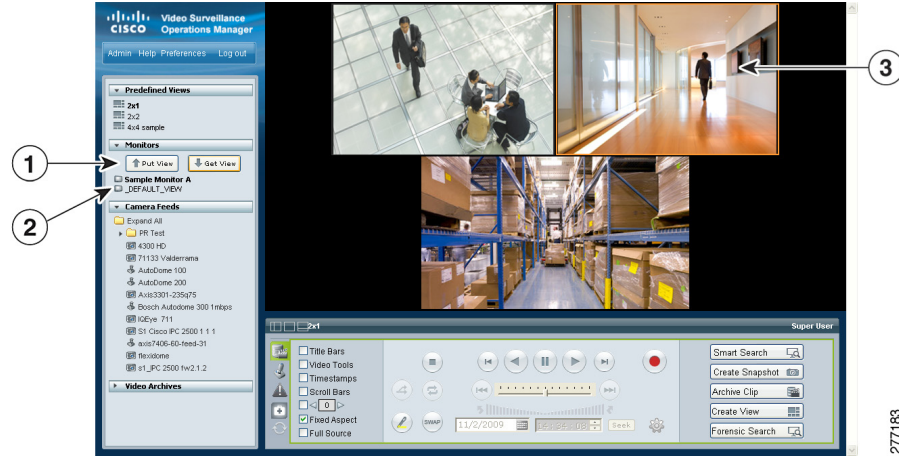 CISCO
Video Surveillance
Operations Manager
Admin Help Preferences Log out
Predefined Views
2x1
2x2
4x4 sample
Monitors
Put View Get View
Sample Monitor A
_DEFAULT_VIEW
Camera Feeds
Expand All
PR Test
4300 HD
71133 Valderrama
AutoDome 100
AutoDome 200
Axis3301-235q75
Bosch Autodome 300 1mbps
IQEye 711
S1 Cisco IPC 2500 1 1 1
axis7406-60-feed-31
flexidome
s1_IPC 2500 fw2.1.2
Video Archives
1
2
3
2x1
Super User
Title Bars
Video Tools
Timestamps
Scroll Bars
0
Fixed Aspect
Full Source
SWAP
11/2/2009
Seek
Smart Search
Create Snapshot
Archive Clip
Create View
Forensic Search
277183